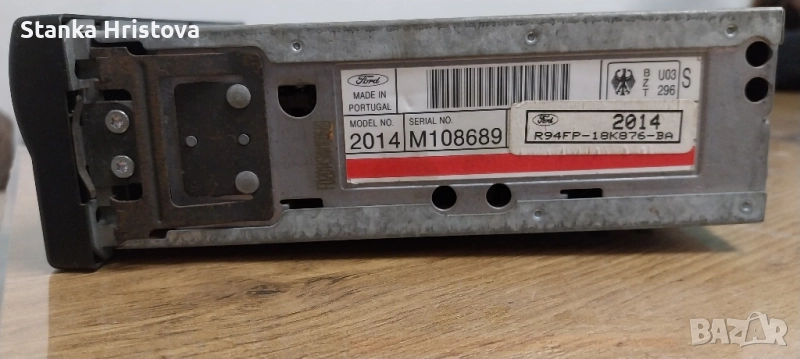 Stanka Hristova
Ford
MADE IN
PORTUGAL
MODEL NO.
2014
SERIAL NO.
M108689
B
Z
T
U03
296
S
Ford
2014
R94FP-18K876-BA
BAZAR